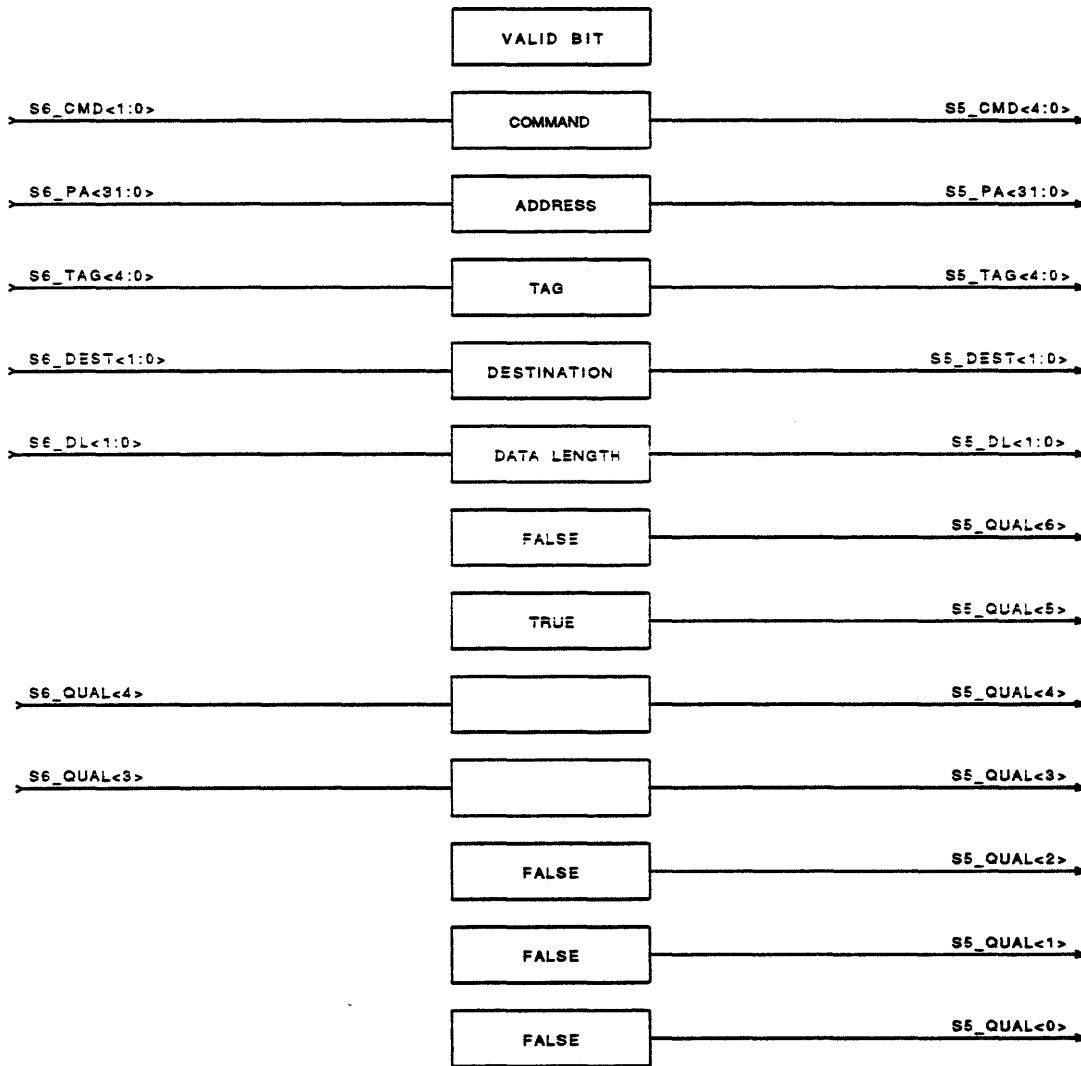 VALID BIT
S6_CMD<1:0> COMMAND S5_CMD<4:0>
S6_PA<31:0> ADDRESS S5_PA<31:0>
S6_TAG<4:0> TAG S5_TAG<4:0>
S6_DEST<1:0> DESTINATION S5_DEST<1:0>
S6_DL<1:0> DATA LENGTH S5_DL<1:0>
FALSE S5_QUAL<6>
TRUE S5_QUAL<5>
S6_QUAL<4> S5_QUAL<4>
S6_QUAL<3> S5_QUAL<3>
FALSE S5_QUAL<2>
FALSE S5_QUAL<1>
FALSE S5_QUAL<0>